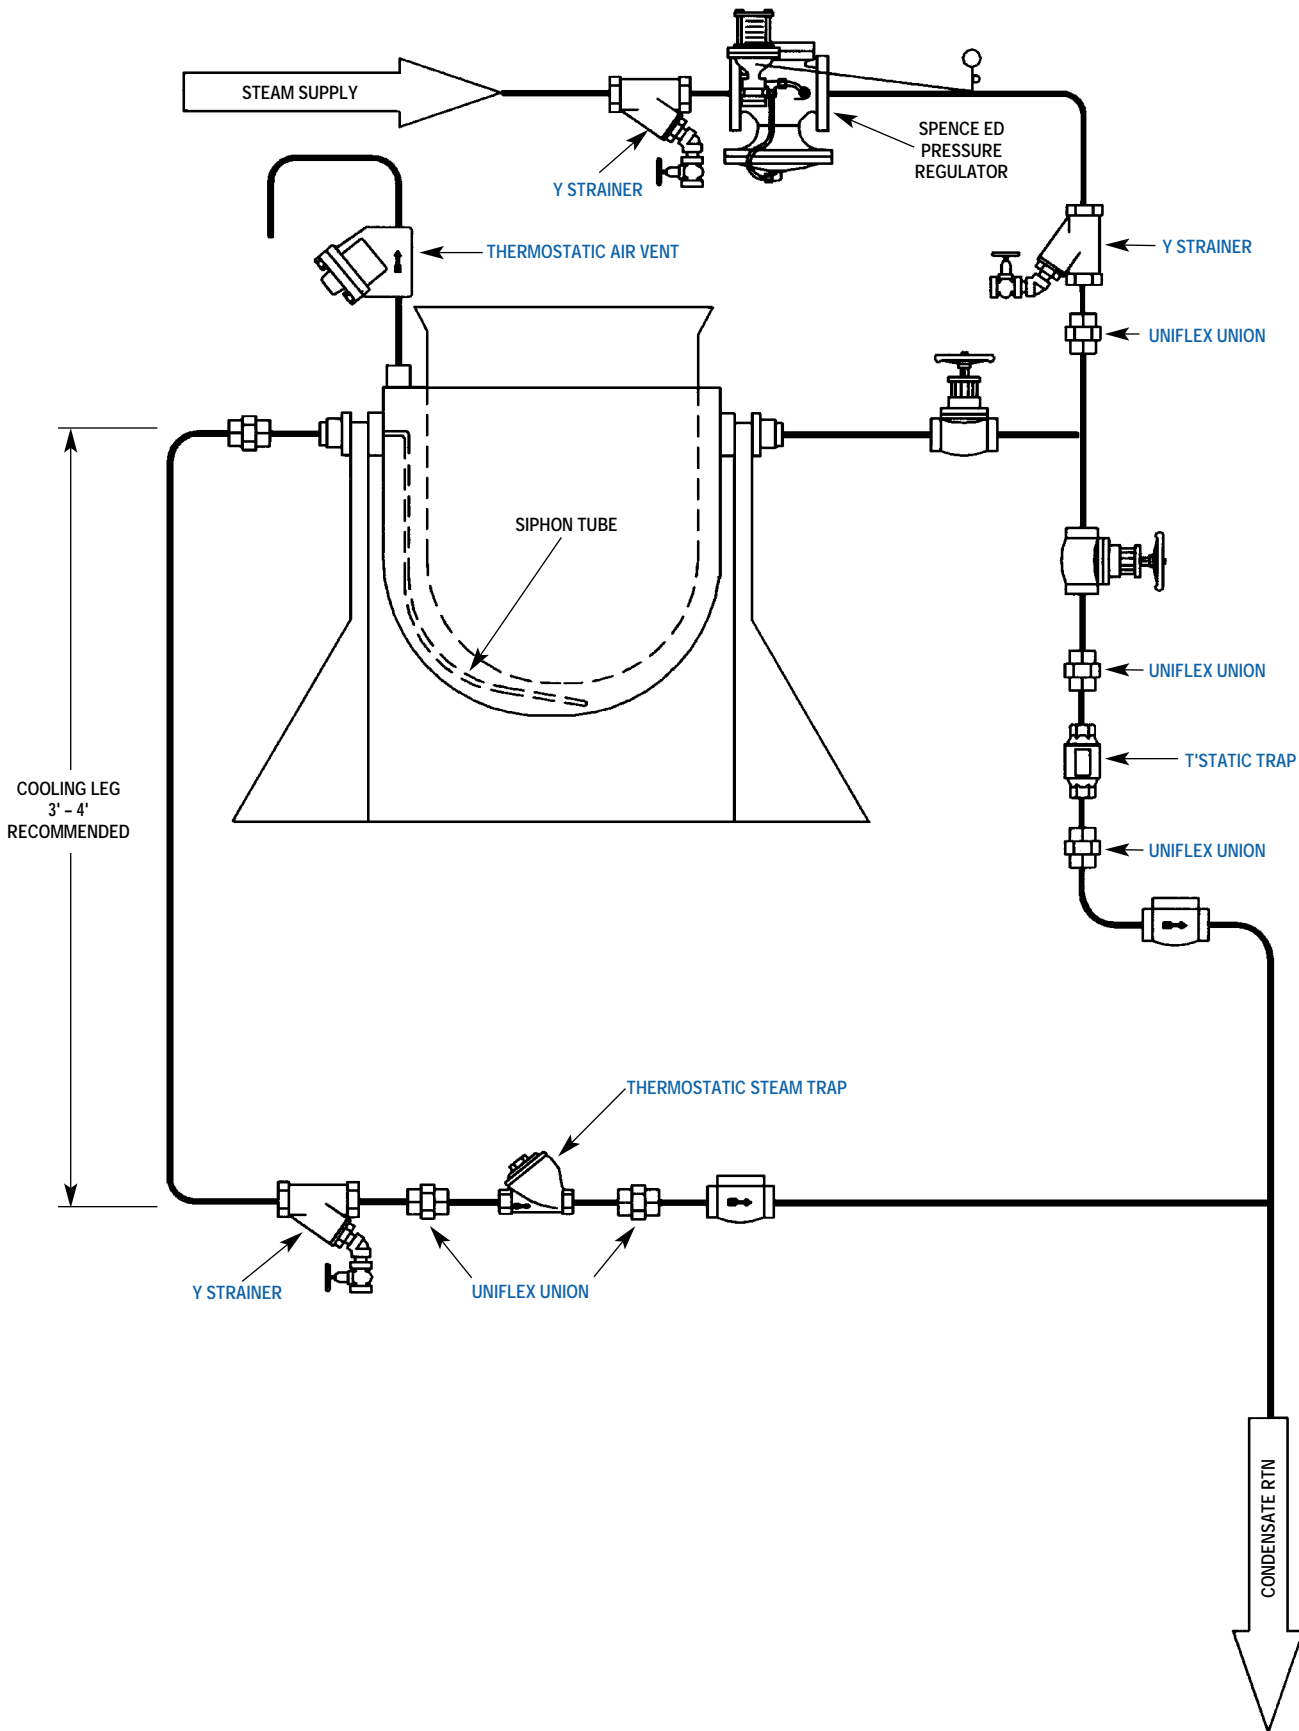 STEAM SUPPLY
SPENCE ED
PRESSURE
REGULATOR
Y STRAINER
THERMOSTATIC AIR VENT
Y STRAINER
UNIFLEX UNION
SIPHON TUBE
UNIFLEX UNION
T'STATIC TRAP
COOLING LEG
3' – 4'
RECOMMENDED
UNIFLEX UNION
THERMOSTATIC STEAM TRAP
Y STRAINER
UNIFLEX UNION
CONDENSATE RTN